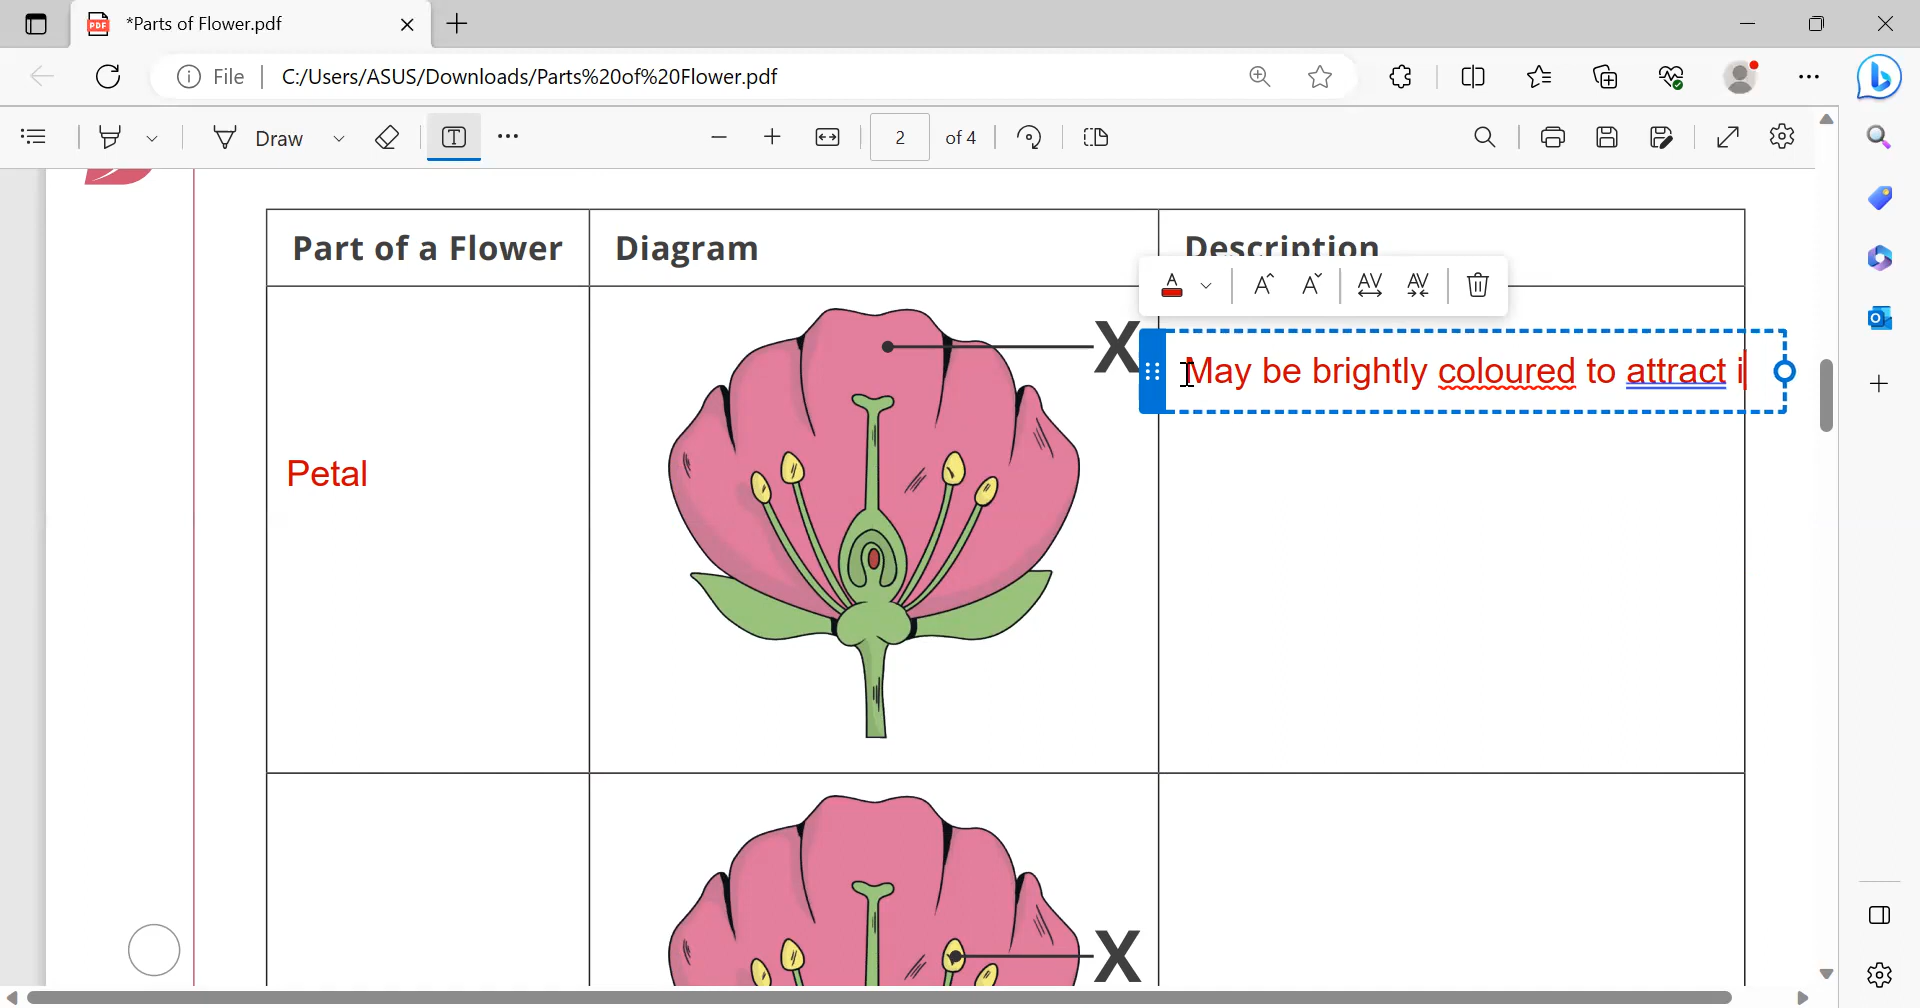 *Parts of Flower.pdf
File
C:/Users/ASUS/Downloads/Parts%20of%20Flower.pdf
Draw
2 of 4
Part of a Flower
Diagram
Description
X
May be brightly coloured to attract i
Petal
X